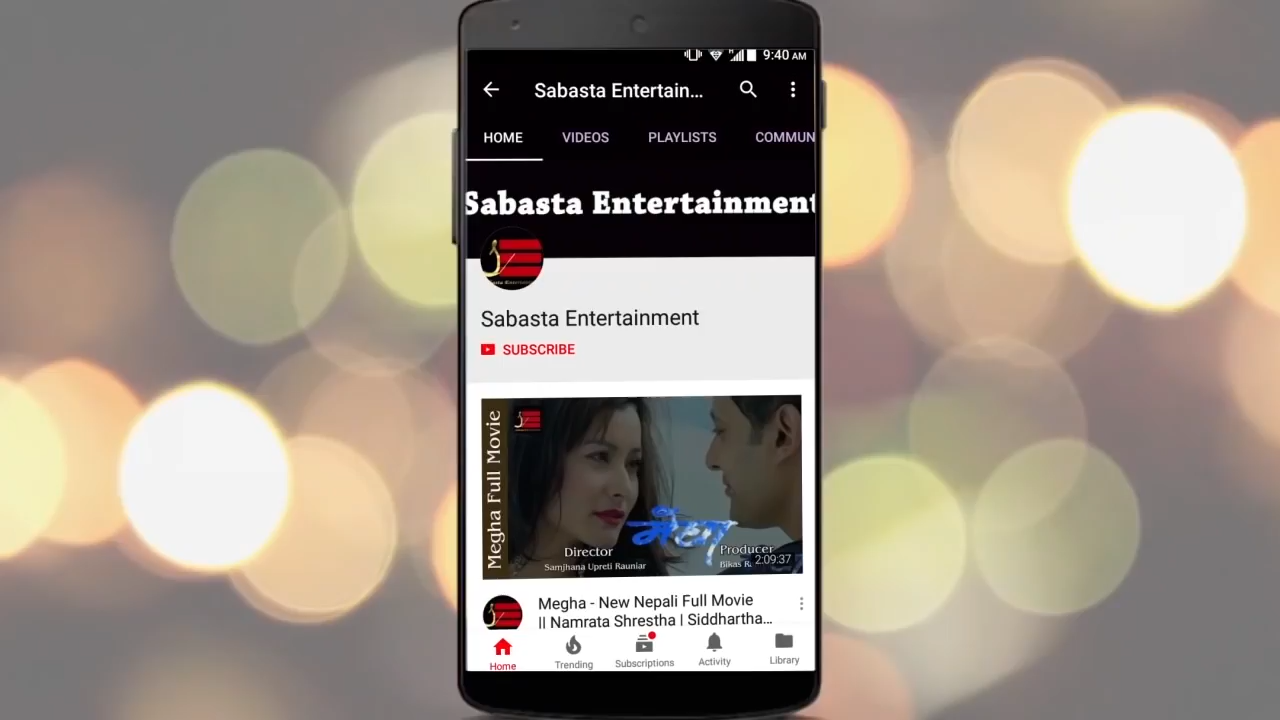 9:40 AM
Sabasta Entertain...
HOME VIDEOS PLAYLISTS COMMUN
Sabasta Entertainment
Sabasta Entertainment
SUBSCRIBE
Megha Full Movie
मेघा
Director
Samjhana Upreti Rauniar
Producer
Bikas R.
2:09:37
Megha - New Nepali Full Movie
|| Namrata Shrestha | Siddhartha...
Home Trending Subscriptions Activity Library